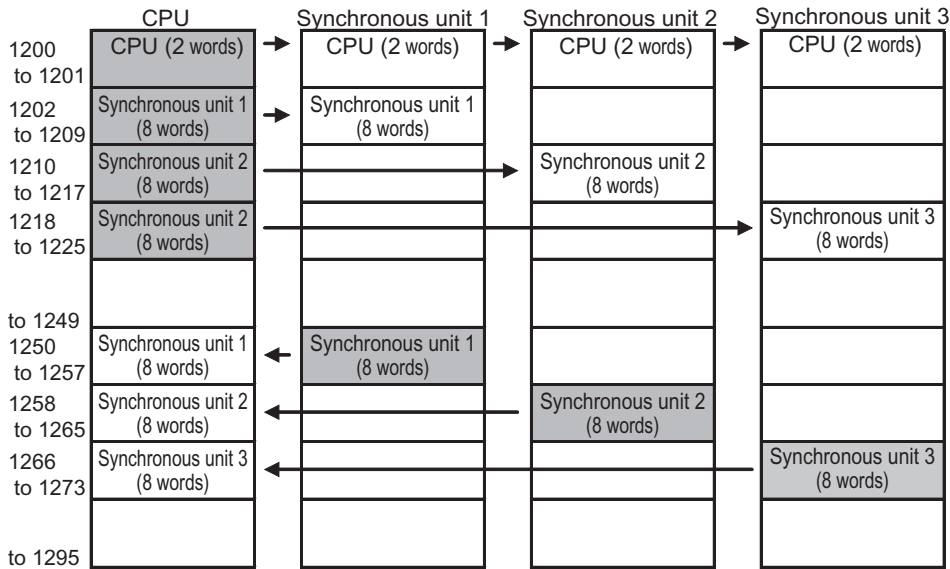 CPU Synchronous unit 1 Synchronous unit 2 Synchronous unit 3
1200
to 1201
CPU (2 words) CPU (2 words) CPU (2 words) CPU (2 words)
1202
to 1209
Synchronous unit 1
(8 words)
Synchronous unit 1
(8 words)
1210
to 1217
Synchronous unit 2
(8 words)
Synchronous unit 2
(8 words)
1218
to 1225
Synchronous unit 2
(8 words)
Synchronous unit 3
(8 words)
to 1249
1250
to 1257
Synchronous unit 1
(8 words)
Synchronous unit 1
(8 words)
1258
to 1265
Synchronous unit 2
(8 words)
Synchronous unit 2
(8 words)
1266
to 1273
Synchronous unit 3
(8 words)
Synchronous unit 3
(8 words)
to 1295